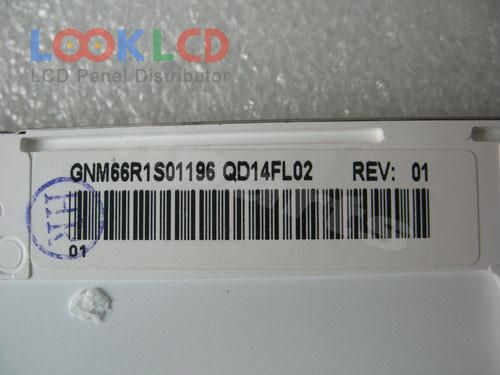 LOOKLCD
LCD Panel Distributor
GNM66R1S01196 QD14FL02 REV: 01
01